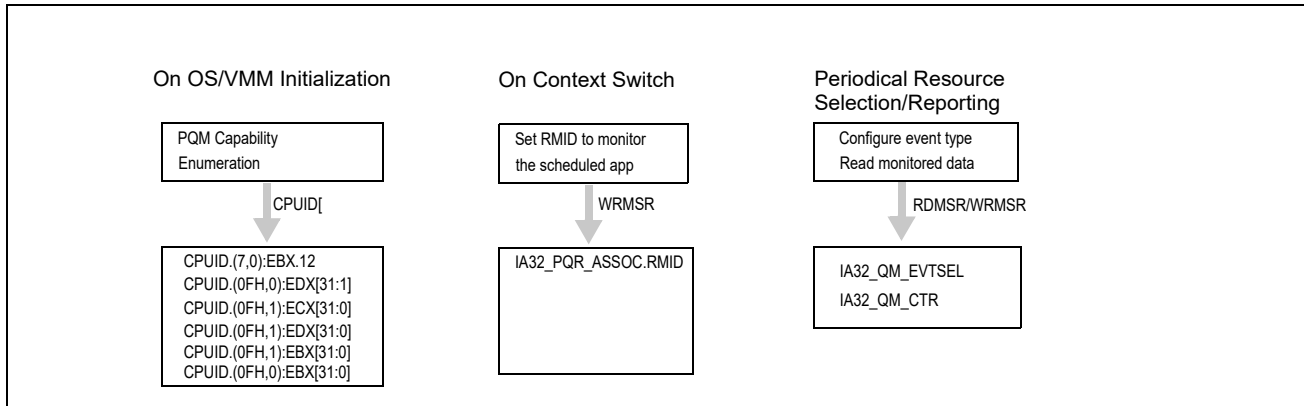 On OS/VMM Initialization
PQM Capability
Enumeration
CPUID[
CPUID.(7,0):EBX.12
CPUID.(0FH,0):EDX[31:1]
CPUID.(0FH,1):ECX[31:0]
CPUID.(0FH,1):EDX[31:0]
CPUID.(0FH,1):EBX[31:0]
CPUID.(0FH,0):EBX[31:0]
On Context Switch
Set RMID to monitor
the scheduled app
WRMSR
IA32_PQR_ASSOC.RMID
Periodical Resource
Selection/Reporting
Configure event type
Read monitored data
RDMSR/WRMSR
IA32_QM_EVTSEL
IA32_QM_CTR